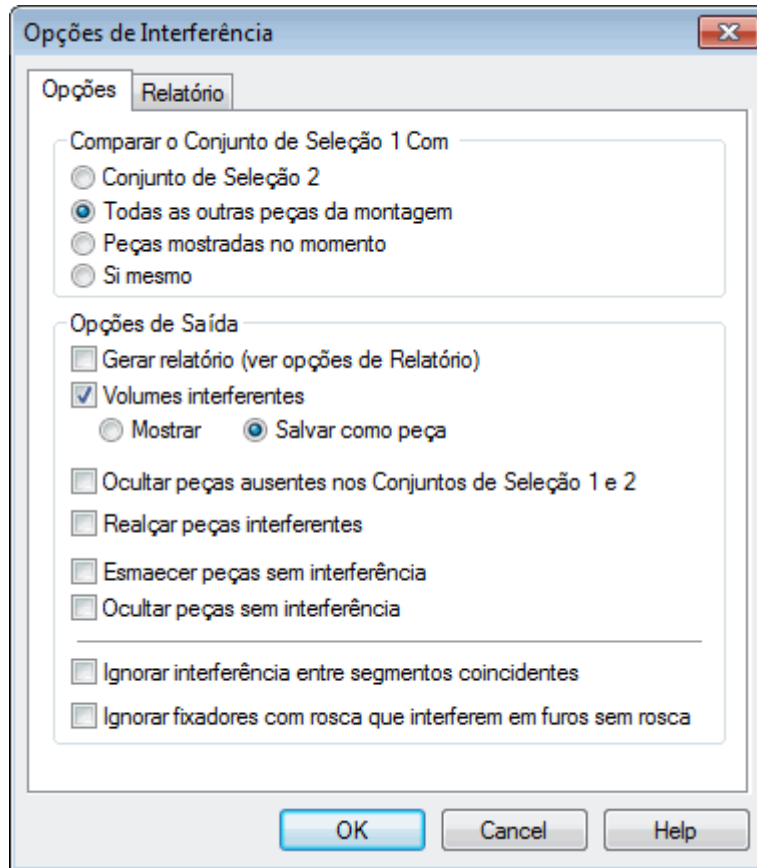 Opções de Interferência
Opções Relatório
Comparar o Conjunto de Seleção 1 Com
Conjunto de Seleção 2
Todas as outras peças da montagem
Peças mostradas no momento
Si mesmo
Opções de Saída
Gerar relatório (ver opções de Relatório)
Volumes interferentes
Mostrar Salvar como peça
Ocultar peças ausentes nos Conjuntos de Seleção 1 e 2
Realçar peças interferentes
Esmaecer peças sem interferência
Ocultar peças sem interferência
Ignorar interferência entre segmentos coincidentes
Ignorar fixadores com rosca que interferem em furos sem rosca
OK Cancel Help